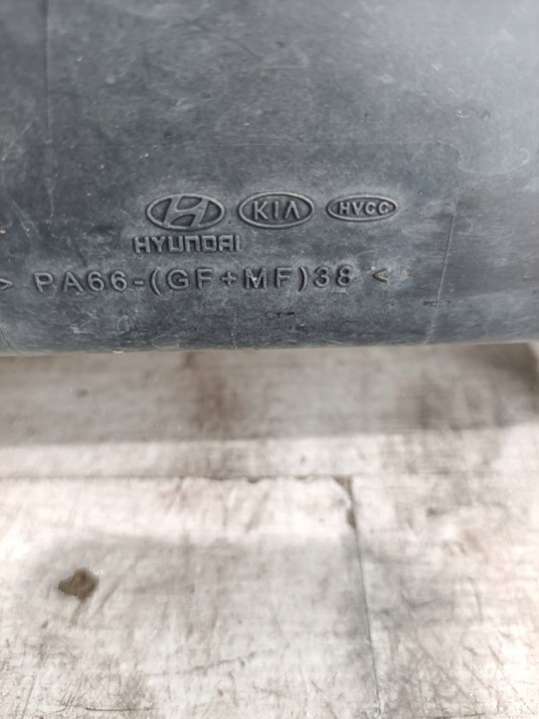 KIA HVCC
HYUNDAI
> PA66-(GF+MF)38 <